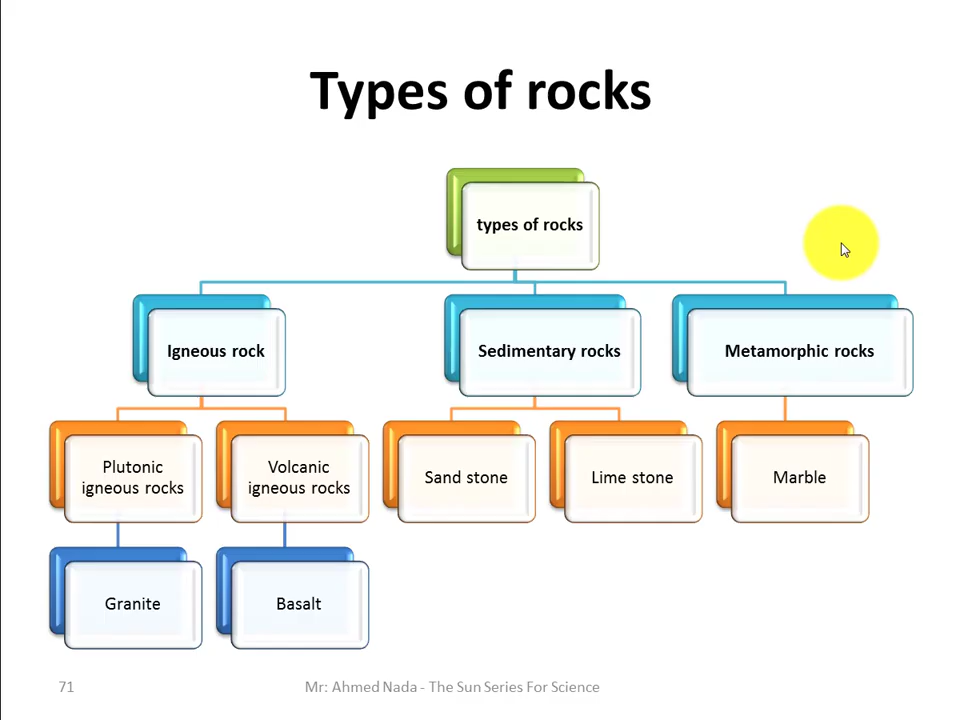 Types of rocks
types of rocks
Igneous rock
Sedimentary rocks
Metamorphic rocks
Plutonic
igneous rocks
Volcanic
igneous rocks
Sand stone
Lime stone
Marble
Granite
Basalt
71
Mr: Ahmed Nada - The Sun Series For Science